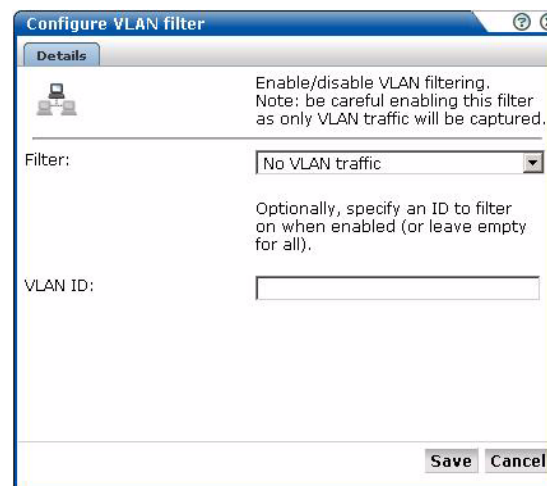 Configure VLAN filter
Details
Enable/disable VLAN filtering.
Note: be careful enabling this filter
as only VLAN traffic will be captured.
Filter:
No VLAN traffic
Optionally, specify an ID to filter
on when enabled (or leave empty
for all).
VLAN ID:
Save Cancel